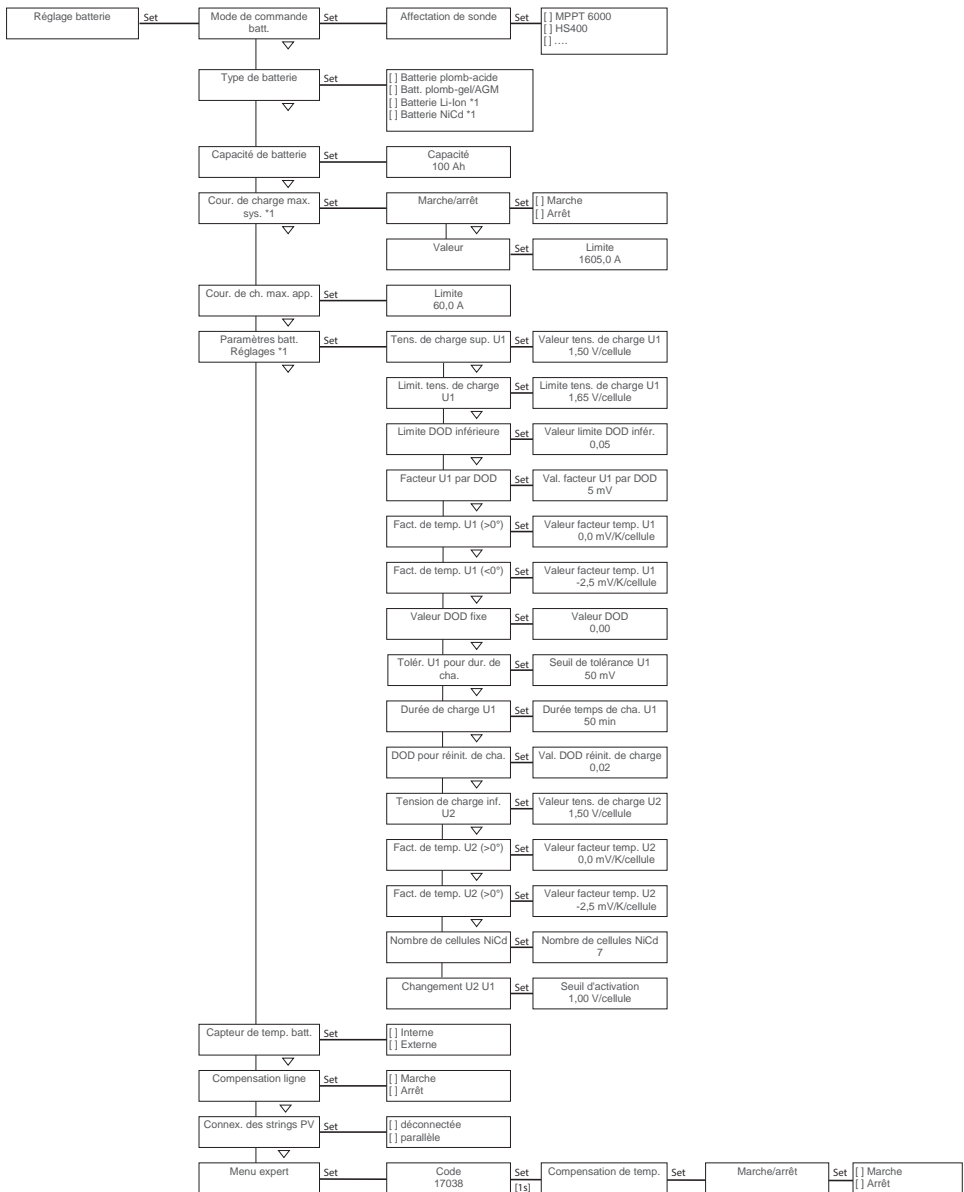 Réglage batterie
Set
Mode de commande
batt.
Set
Affectation de sonde
Set
[ ] MPPT 6000
[ ] HS400
[ ] ....
Type de batterie
Set
[ ] Batterie plomb-acide
[ ] Batt. plomb-gel/AGM
[ ] Batterie Li-Ion *1
[ ] Batterie NiCd *1
Capacité de batterie
Set
Capacité
100 Ah
Cour. de charge max.
sys. *1
Set
Marche/arrêt
Set
[ ] Marche
[ ] Arrêt
Valeur
Set
Limite
1605,0 A
Cour. de ch. max. app.
Set
Limite
60,0 A
Paramètres batt.
Réglages *1
Set
Tens. de charge sup. U1
Set
Valeur tens. de charge U1
1,50 V/cellule
Limit. tens. de charge
U1
Set
Limite tens. de charge U1
1,65 V/cellule
Limite DOD inférieure
Set
Valeur limite DOD infér.
0,05
Facteur U1 par DOD
Set
Val. facteur U1 par DOD
5 mV
Fact. de temp. U1 (>0°)
Set
Valeur facteur temp. U1
0,0 mV/K/cellule
Fact. de temp. U1 (<0°)
Set
Valeur facteur temp. U1
-2,5 mV/K/cellule
Valeur DOD fixe
Set
Valeur DOD
0,00
Tolér. U1 pour dur. de
cha.
Set
Seuil de tolérance U1
50 mV
Durée de charge U1
Set
Durée temps de cha. U1
50 min
DOD pour réinit. de cha.
Set
Val. DOD réinit. de charge
0,02
Tension de charge inf.
U2
Set
Valeur tens. de charge U2
1,50 V/cellule
Fact. de temp. U2 (>0°)
Set
Valeur facteur temp. U2
0,0 mV/K/cellule
Fact. de temp. U2 (>0°)
Set
Valeur facteur temp. U2
-2,5 mV/K/cellule
Nombre de cellules NiCd
Set
Nombre de cellules NiCd
7
Changement U2 U1
Set
Seuil d'activation
1,00 V/cellule
Capteur de temp. batt.
Set
[ ] Interne
[ ] Externe
Compensation ligne
Set
[ ] Marche
[ ] Arrêt
Connex. des strings PV
Set
[ ] déconnectée
[ ] parallèle
Menu expert
Set
Code
17038
Set
[1s]
Compensation de temp.
Set
Marche/arrêt
Set
[ ] Marche
[ ] Arrêt